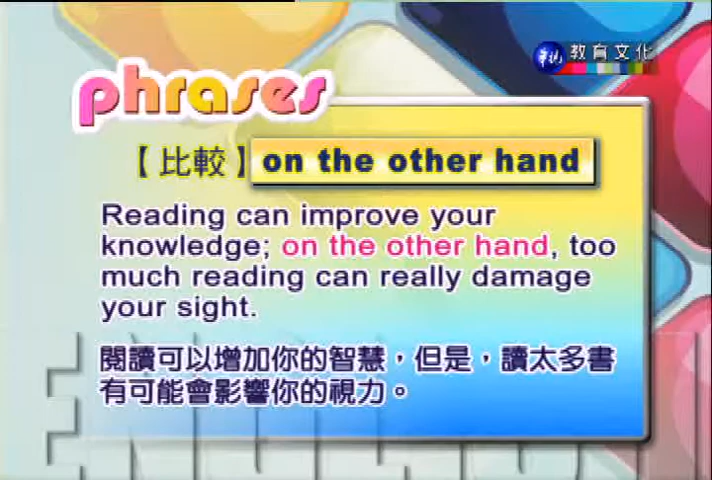 華視 教育文化
phrases
【比較】on the other hand
Reading can improve your
knowledge; on the other hand, too
much reading can really damage
your sight.
閱讀可以增加你的智慧，但是，讀太多書
有可能會影響你的視力。